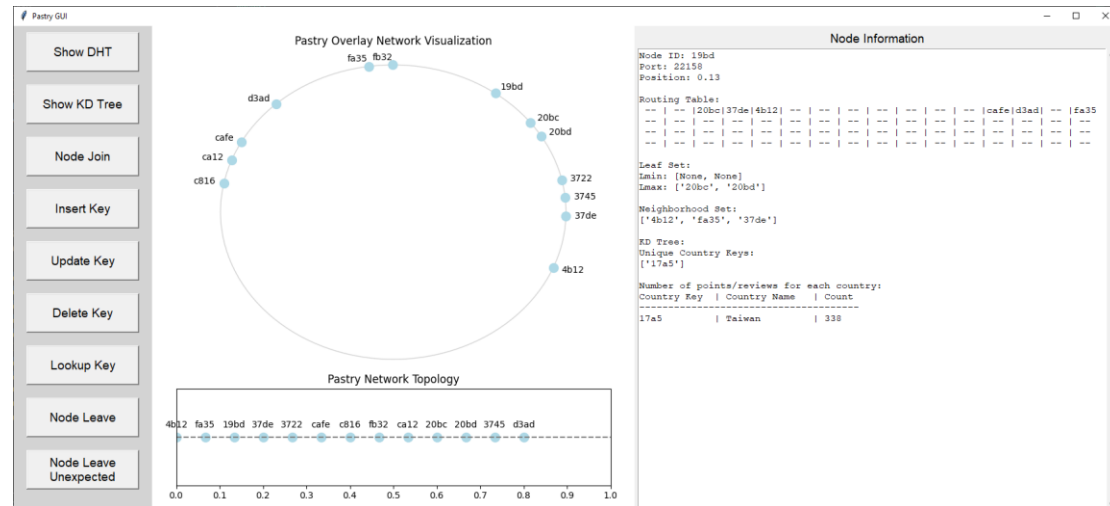 Pastry GUI
Show DHT
Show KD Tree
Node Join
Insert Key
Update Key
Delete Key
Lookup Key
Node Leave
Node Leave
Unexpected
Pastry Overlay Network Visualization
fa35 fb32
19bd
d3ad
20bc
20bd
cafe
ca12
3722
c816
3745
37de
4b12
Pastry Network Topology
4b12 fa35 19bd 37de 3722 cafe c816 fb32 ca12 20bc 20bd 3745 d3ad
0.0 0.1 0.2 0.3 0.4 0.5 0.6 0.7 0.8 0.9 1.0
Node Information
Node ID: 19bd
Port: 22158
Position: 0.13
Routing Table:
-- | -- |20bc|37de|4b12| -- | -- | -- | -- | -- | -- | -- |cafe|d3ad| -- |fa35
-- | -- | -- | -- | -- | -- | -- | -- | -- | -- | -- | -- | -- | -- | -- | --
-- | -- | -- | -- | -- | -- | -- | -- | -- | -- | -- | -- | -- | -- | -- | --
-- | -- | -- | -- | -- | -- | -- | -- | -- | -- | -- | -- | -- | -- | -- | --
Leaf Set:
Lmin: [None, None]
Lmax: ['20bc', '20bd']
Neighborhood Set:
['4b12', 'fa35', '37de']
KD Tree:
Unique Country Keys:
['17a5']
Number of points/reviews for each country:
Country Key | Country Name | Count
------------------------------------------
17a5 | Taiwan | 338